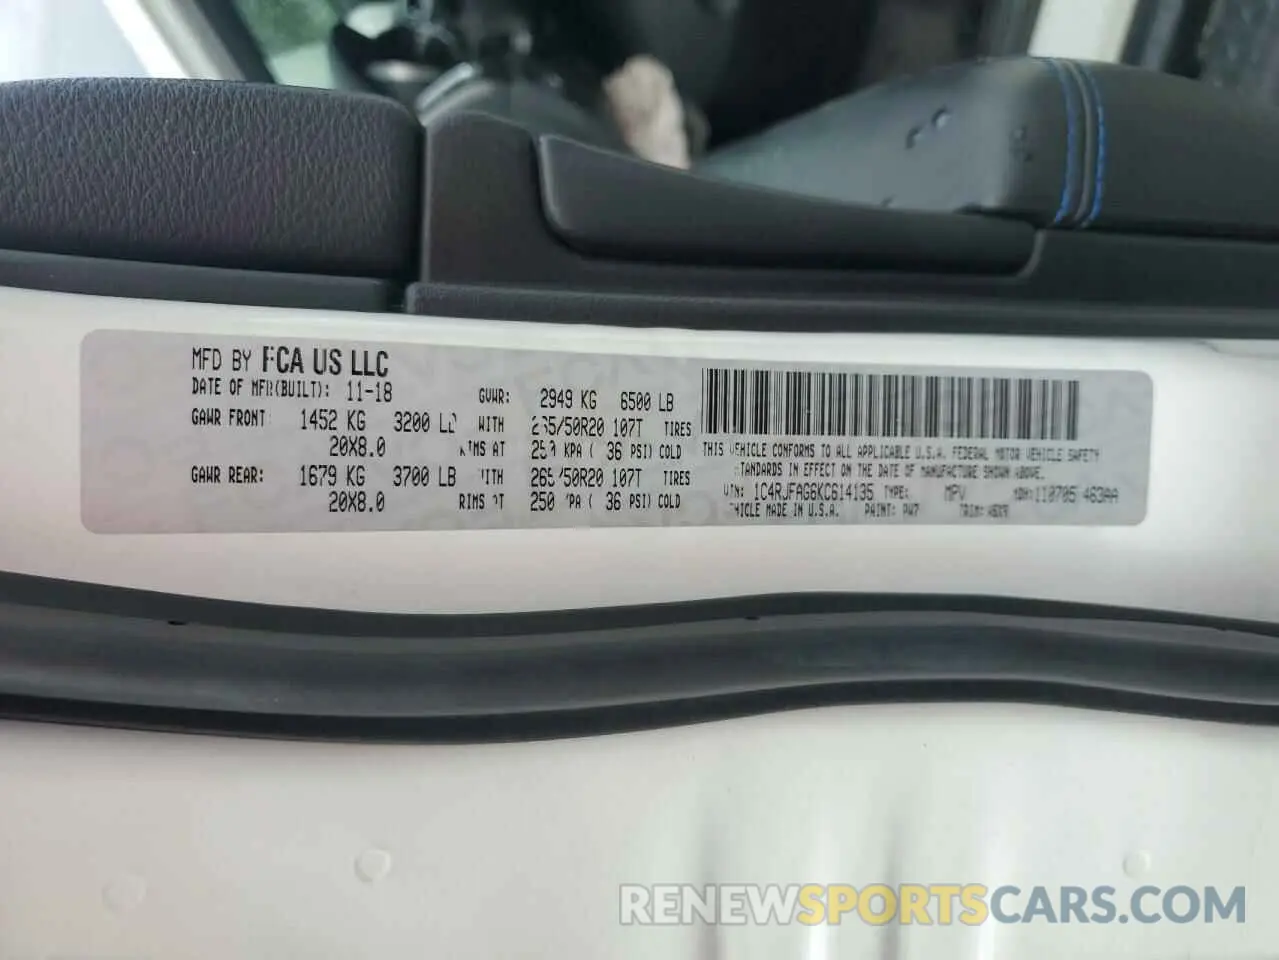 MFD BY FCA US LLC
DATE OF MFR(BUILT): 11-18 GVWR: 2949 KG 6500 LB
GAWR FRONT 1452 KG 3200 LB WITH 265/50R20 107T TIRES
20X8.0 RIMS AT 250 KPA ( 36 PSI) COLD
GAWR REAR: 1679 KG 3700 LB WITH 265/50R20 107T TIRES
20X8.0 RIMS AT 250 KPA ( 36 PSI) COLD
THIS VEHICLE CONFORMS TO ALL APPLICABLE U.S.A. FEDERAL MOTOR VEHICLE SAFETY
STANDARDS IN EFFECT ON THE DATE OF MANUFACTURE SHOWN ABOVE.
VIN: 1C4RJFAG6KC614135 TYPE: MPV MDH: 110705 463AA
VEHICLE MADE IN U.S.A. PAINT: PW7 TRIM:
RENEWSPORTSCARS.COM